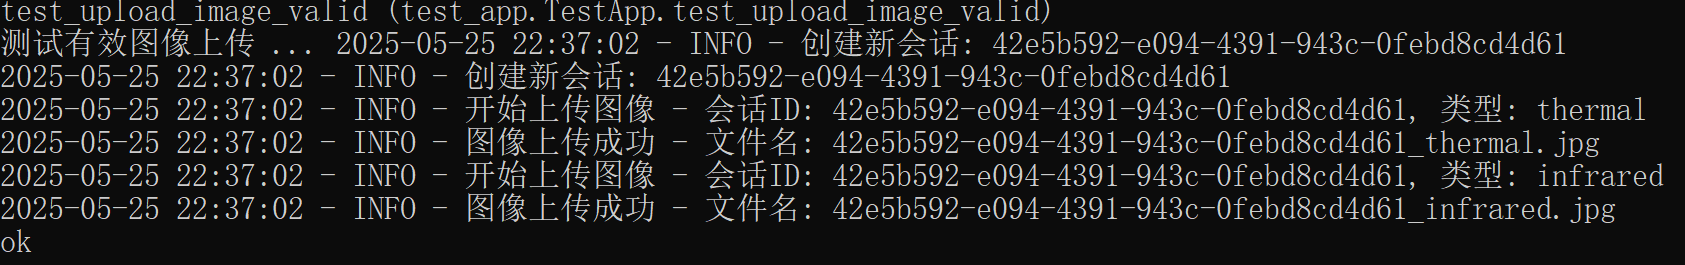 test_upload_image_valid (test_app.TestApp.test_upload_image_valid)
测试有效图像上传 ... 2025-05-25 22:37:02 - INFO - 创建新会话: 42e5b592-e094-4391-943c-0febd8cd4d61
2025-05-25 22:37:02 - INFO - 创建新会话: 42e5b592-e094-4391-943c-0febd8cd4d61
2025-05-25 22:37:02 - INFO - 开始上传图像 - 会话ID: 42e5b592-e094-4391-943c-0febd8cd4d61, 类型: thermal
2025-05-25 22:37:02 - INFO - 图像上传成功 - 文件名: 42e5b592-e094-4391-943c-0febd8cd4d61_thermal.jpg
2025-05-25 22:37:02 - INFO - 开始上传图像 - 会话ID: 42e5b592-e094-4391-943c-0febd8cd4d61, 类型: infrared
2025-05-25 22:37:02 - INFO - 图像上传成功 - 文件名: 42e5b592-e094-4391-943c-0febd8cd4d61_infrared.jpg
ok